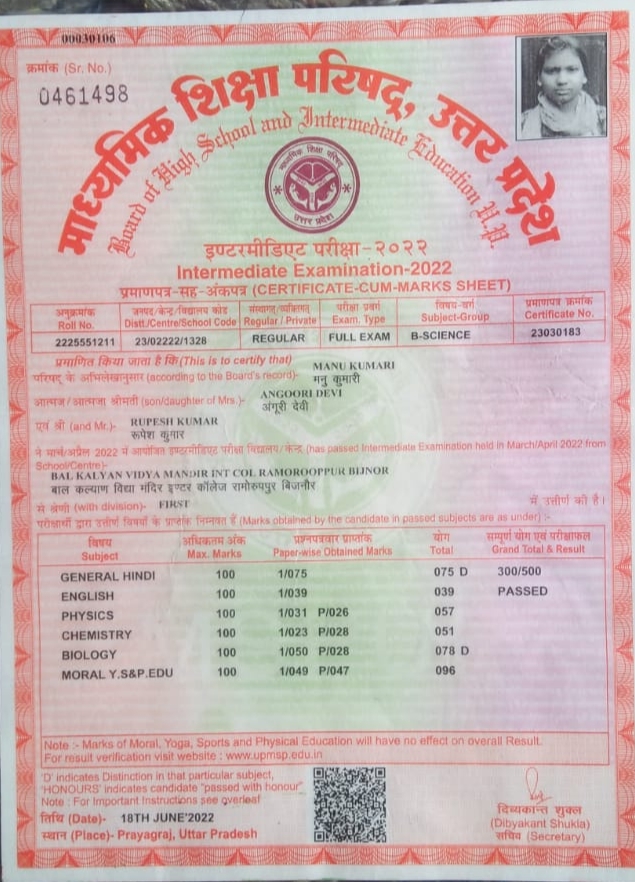 00030106
क्रमांक (Sr. No.)
0461498
माध्यमिक शिक्षा परिषद्, उत्तर प्रदेश
Board of High School and Intermediate Education U.P.
माध्यमिक शिक्षा परिषद्
उत्तर प्रदेश
इण्टरमीडिएट परीक्षा-२०२२
Intermediate Examination-2022
प्रमाणपत्र-सह-अंकपत्र (CERTIFICATE-CUM-MARKS SHEET)
अनुक्रमांक जनपद/केन्द्र/विद्यालय कोड संस्थागत/व्यक्तिगत परीक्षा प्रवर्ग विषय-वर्ग प्रमाणपत्र क्रमांक
Roll No. Distt./Centre/School Code Regular / Private Exam. Type Subject-Group Certificate No.
2225551211 23/02222/1328 REGULAR FULL EXAM B-SCIENCE 23030183
प्रमाणित किया जाता है कि (This is to certify that) MANU KUMARI
परिषद् के अभिलेखानुसार (according to the Board's record)- मनु कुमारी
आत्मज/आत्मजा श्रीमती (son/daughter of Mrs.)- ANGOORI DEVI
अंगूरी देवी
एवं श्री (and Mr.)- RUPESH KUMAR
रूपेश कुमार
ने मार्च/अप्रैल 2022 में आयोजित इण्टरमीडिएट परीक्षा विद्यालय/केन्द्र (has passed Intermediate Examination held in March/April 2022 from
School/Centre)-
BAL KALYAN VIDYA MANDIR INT COL RAMOROOPPUR BIJNOR
बाल कल्याण विद्या मंदिर इण्टर कॉलेज रामोरुपपुर बिजनौर
से श्रेणी (with division)- FIRST में उत्तीर्ण की है।
परीक्षार्थी द्वारा उत्तीर्ण विषयों के प्राप्तांक निम्नवत हैं (Marks obtained by the candidate in passed subjects are as under) :-
विषय अधिकतम अंक प्रश्नपत्रवार प्राप्तांक योग सम्पूर्ण योग एवं परीक्षाफल
Subject Max. Marks Paper-wise Obtained Marks Total Grand Total & Result
GENERAL HINDI 100 1/075 075 D 300/500
ENGLISH 100 1/039 039 PASSED
PHYSICS 100 1/031 P/026 057
CHEMISTRY 100 1/023 P/028 051
BIOLOGY 100 1/050 P/028 078 D
MORAL Y.S&P.EDU 100 1/049 P/047 096
Note :- Marks of Moral, Yoga, Sports and Physical Education will have no effect on overall Result.
For result verification visit website : www.upmsp.edu.in
'D' indicates Distinction in that particular subject,
'HONOURS' indicates candidate "passed with honour"
Note : For Important Instructions see overleaf
तिथि (Date)- 18TH JUNE'2022
स्थान (Place)- Prayagraj, Uttar Pradesh
दिव्यकान्त शुक्ल
(Dibyakant Shukla)
सचिव (Secretary)